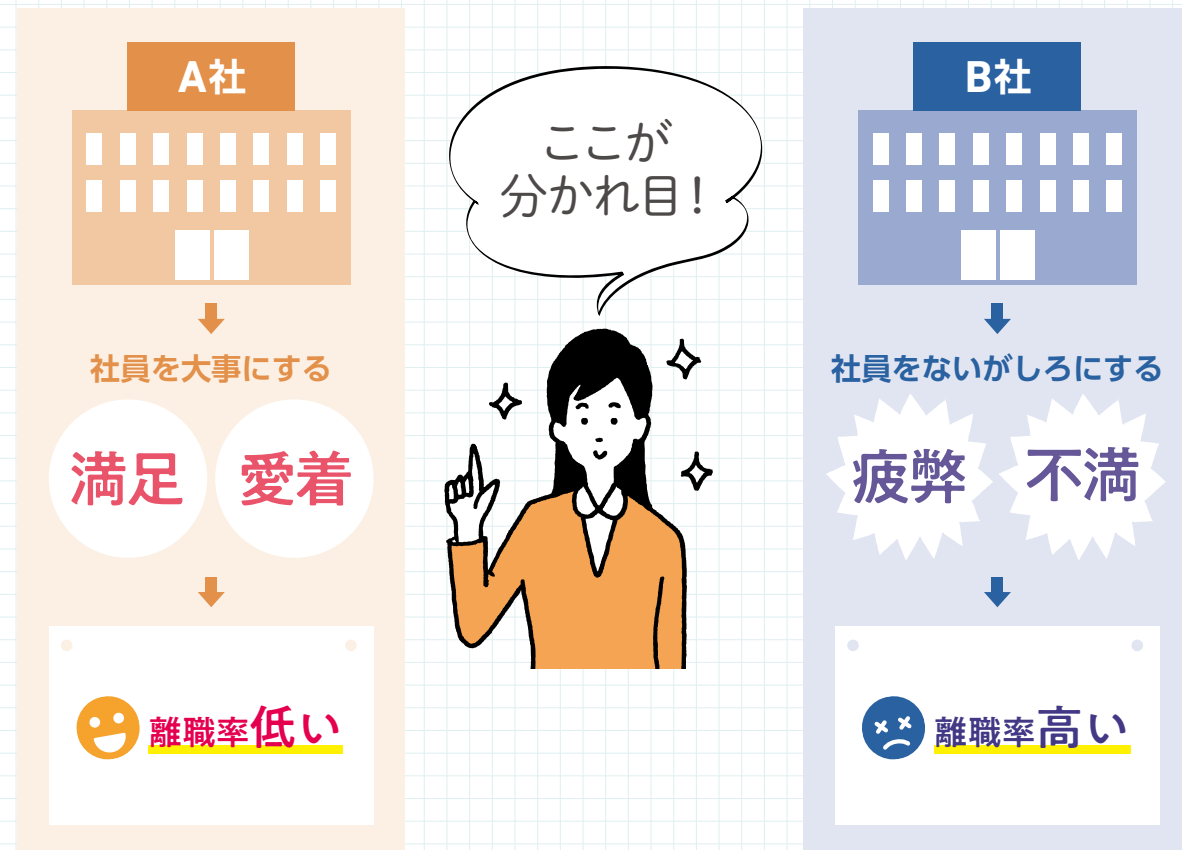 A社
社員を大事にする
満足
愛着
離職率低い
ここが
分かれ目！
B社
社員をないがしろにする
疲弊
不満
離職率高い